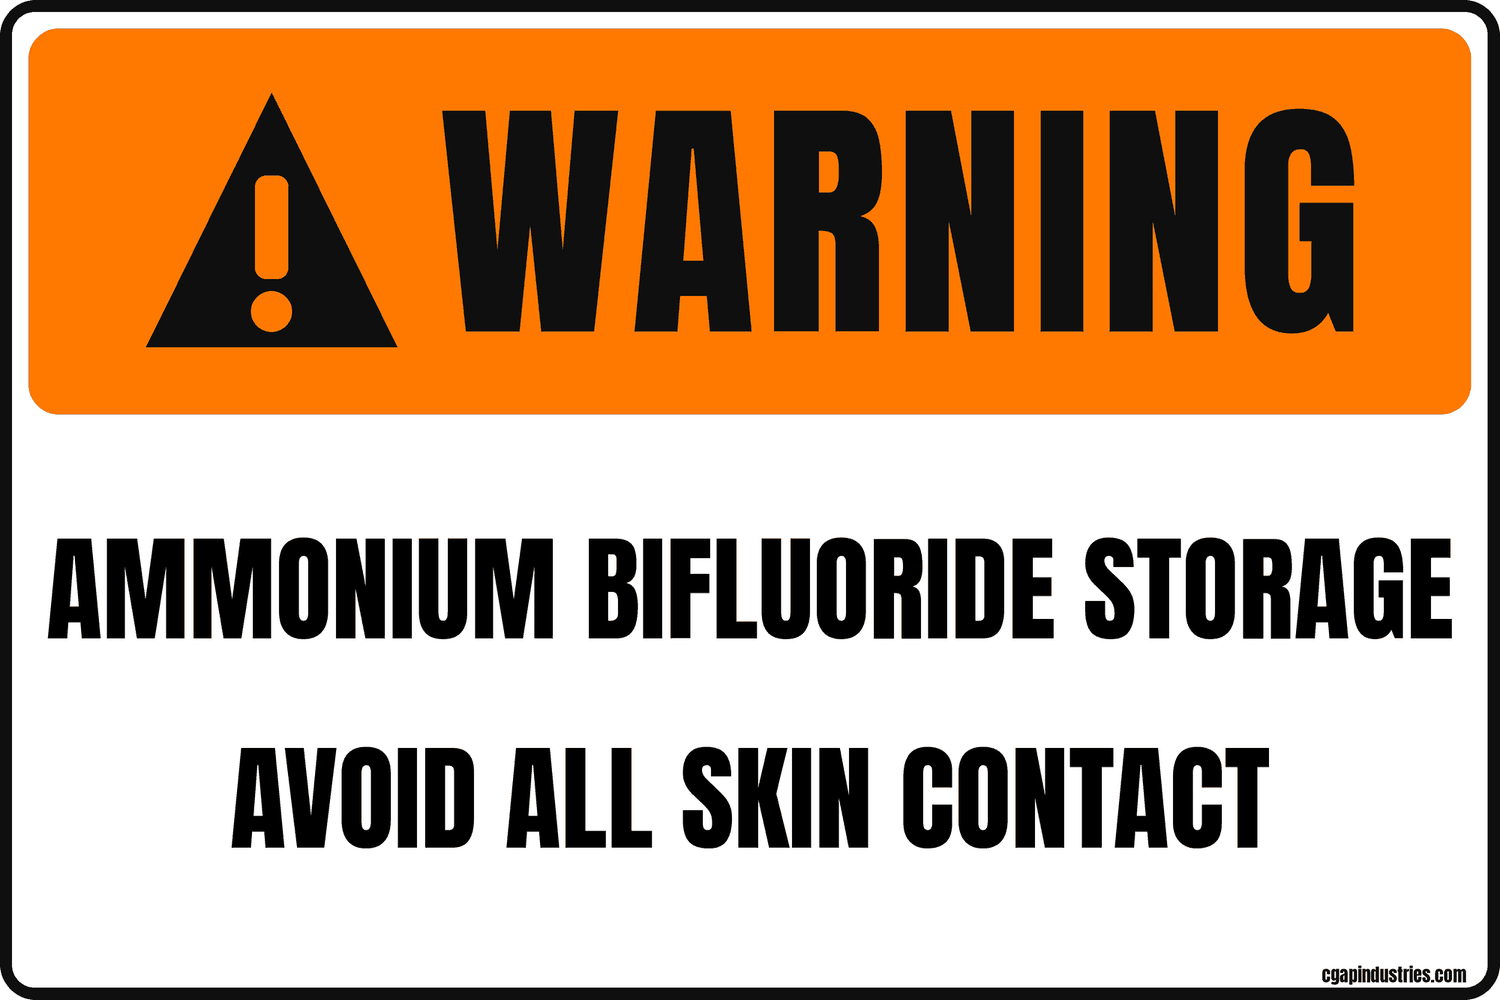 WARNING
AMMONIUM BIFLUORIDE STORAGE
AVOID ALL SKIN CONTACT
cgapindustries.com